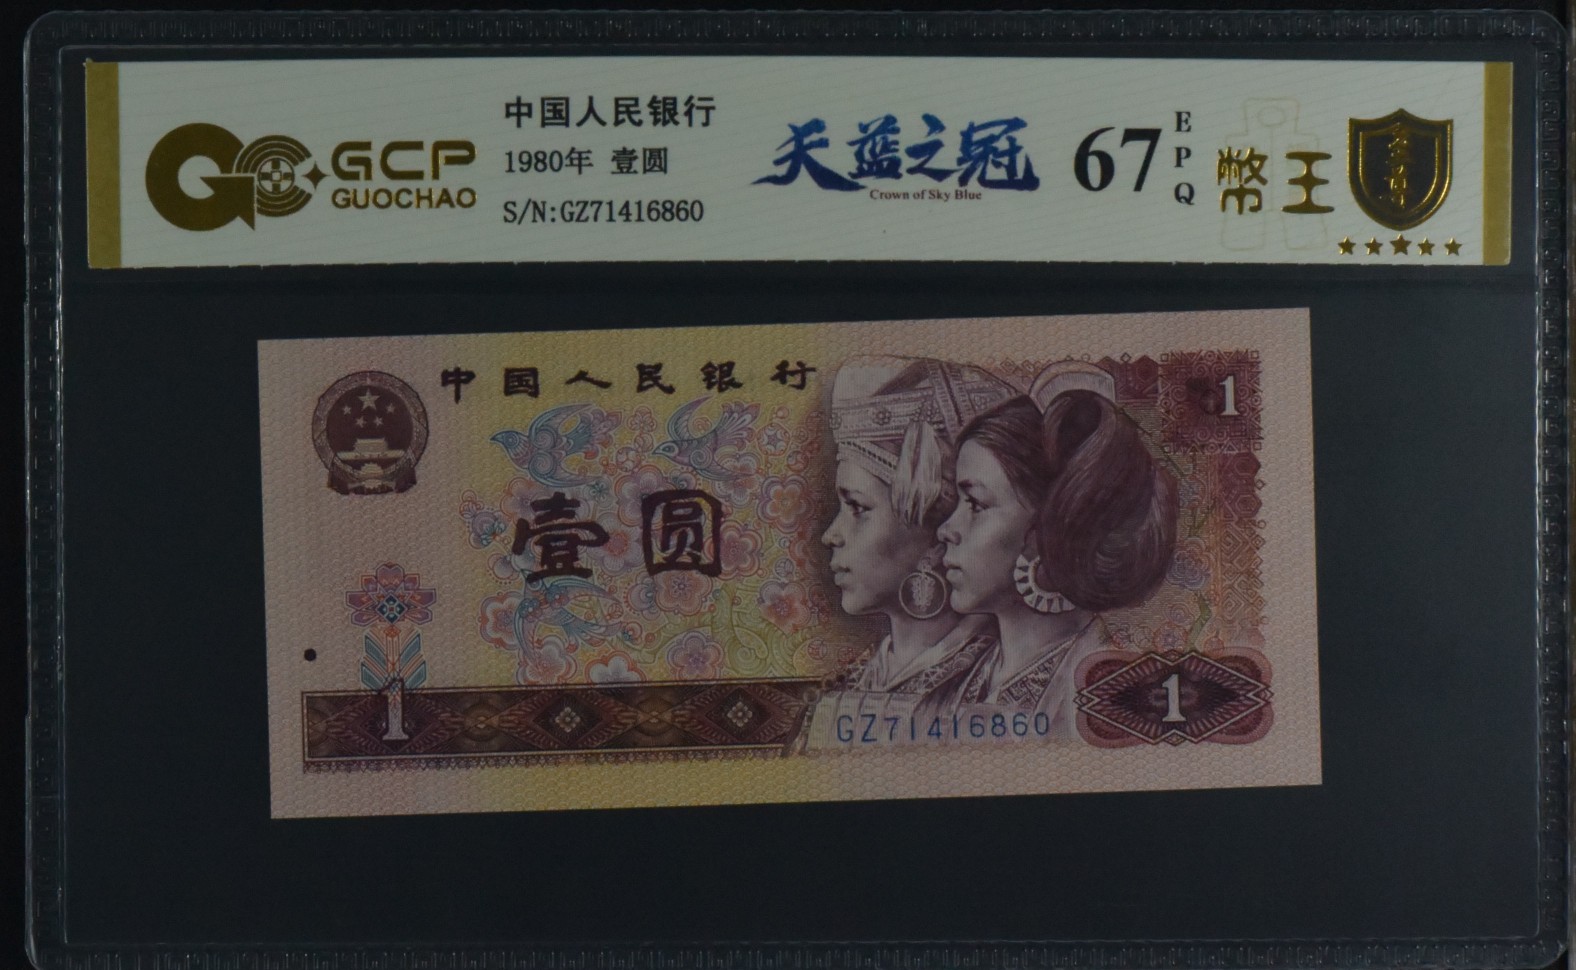 GCP
GUOCHAO
中国人民银行
1980年 壹圆
S/N:GZ71416860
天蓝之冠
Crown of Sky Blue
67
EPQ
幣王
中国人民银行
1
壹圆
1
GZ71416860
1